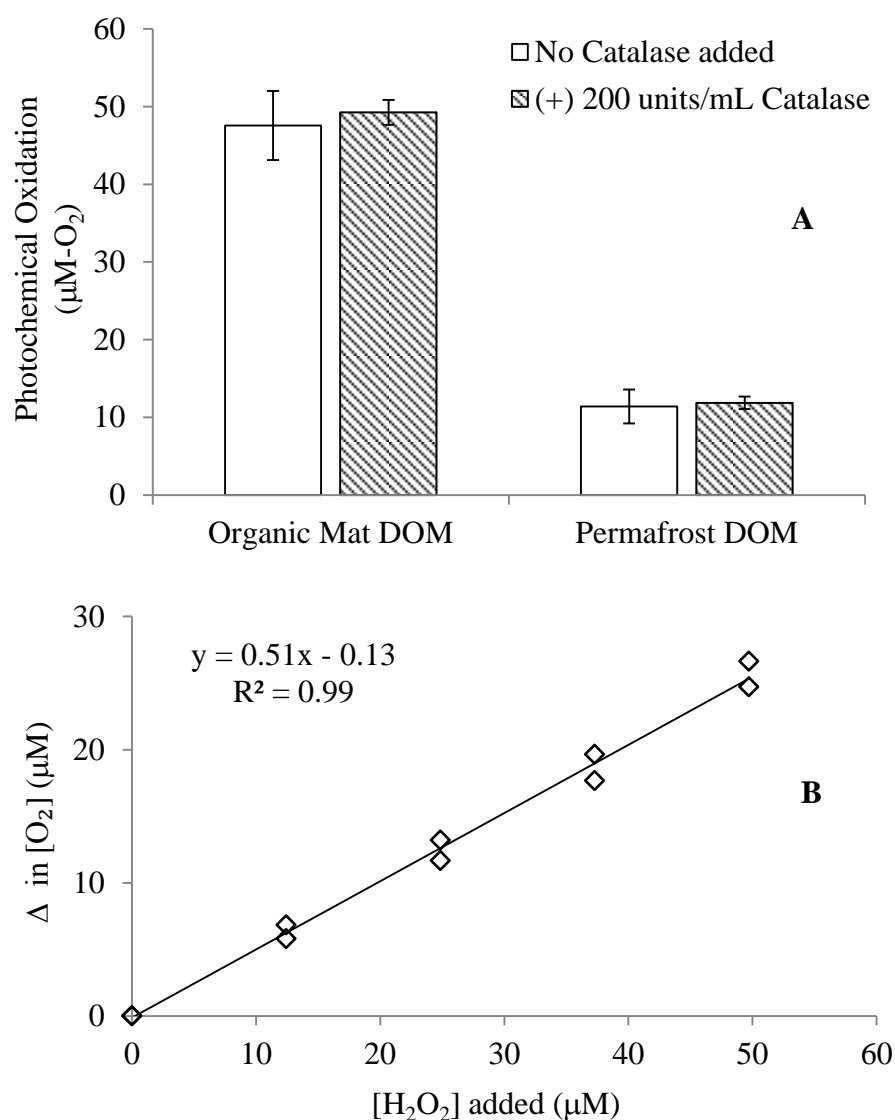 No Catalase added
(+) 200 units/mL Catalase
Photochemical Oxidation
(µM-O₂)
60
50
40
30
20
10
0
A
Organic Mat DOM
Permafrost DOM
30
20
10
0
y = 0.51x - 0.13
R² = 0.99
Δ in [O₂] (µM)
B
0
10
20
30
40
50
60
[H₂O₂] added (µM)